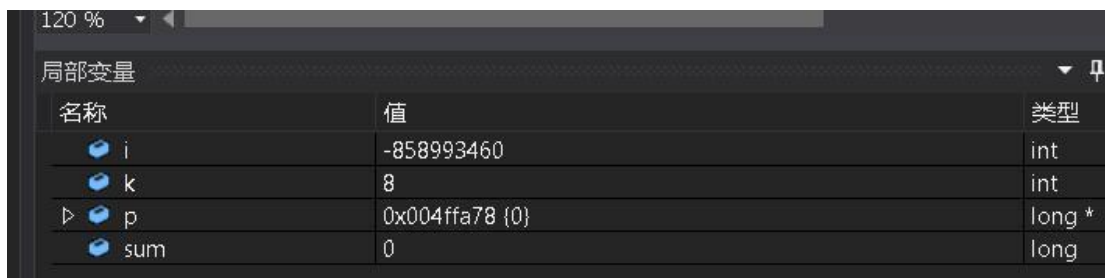 120 %
局部变量
名称 值 类型
i -858993460 int
k 8 int
p 0x004ffa78 {0} long *
sum 0 long